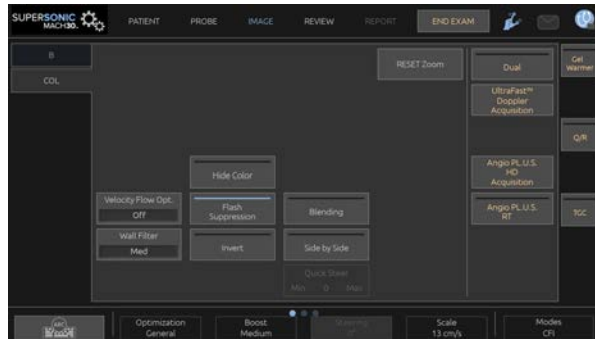 SUPERSONIC
MACH30.
PATIENT
PROBE
IMAGE
REVIEW
REPORT
END EXAM
B
COL
RESET Zoom
Dual
Gel
Warmer
UltraFast™
Doppler
Acquisition
Q/R
Angio PL.U.S.
HD
Acquisition
Hide Color
Velocity Flow Opt.
Off
Flash
Suppression
Blending
Angio PL.U.S.
RT
TGC
Wall Filter
Med
Invert
Side by Side
Quick Steer
Min 0 Max
Optimization
General
Boost
Medium
Steering
0°
Scale
13 cm/s
Modes
CFI